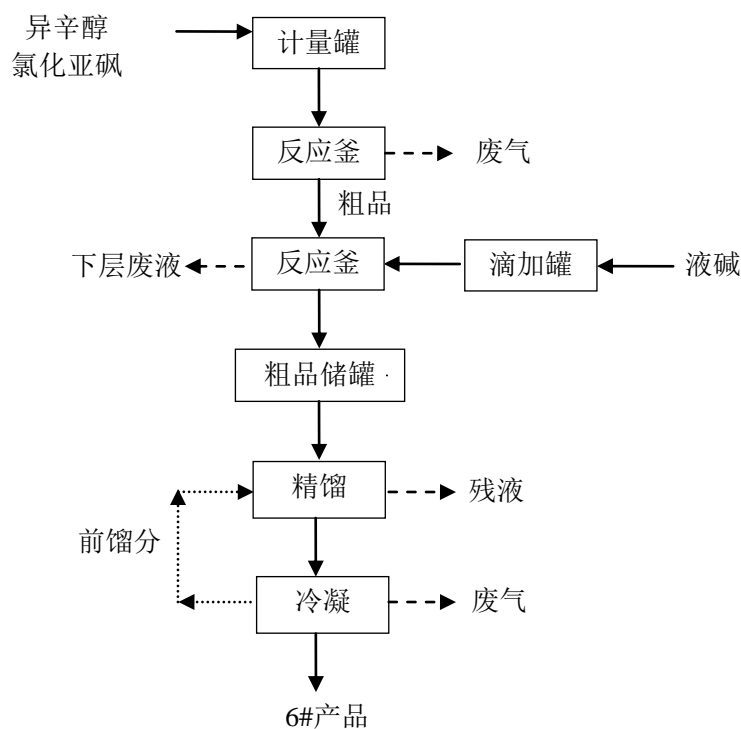 异辛醇
氯化亚砜
计量罐
反应釜
废气
粗品
下层废液
反应釜
滴加罐
液碱
粗品储罐
精馏
残液
前馏分
冷凝
废气
6#产品